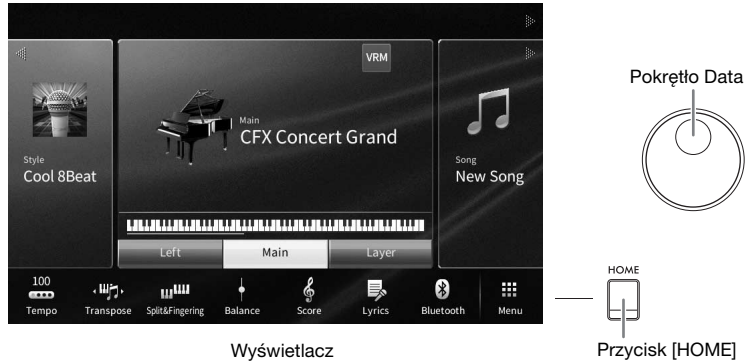 VRM
Pokrętło Data
Main
CFX Concert Grand
Style
Cool 8Beat
Song
New Song
Left
Main
Layer
HOME
100
Tempo
Transpose
Split&Fingering
Balance
Score
Lyrics
Bluetooth
Menu
Wyświetlacz
Przycisk [HOME]